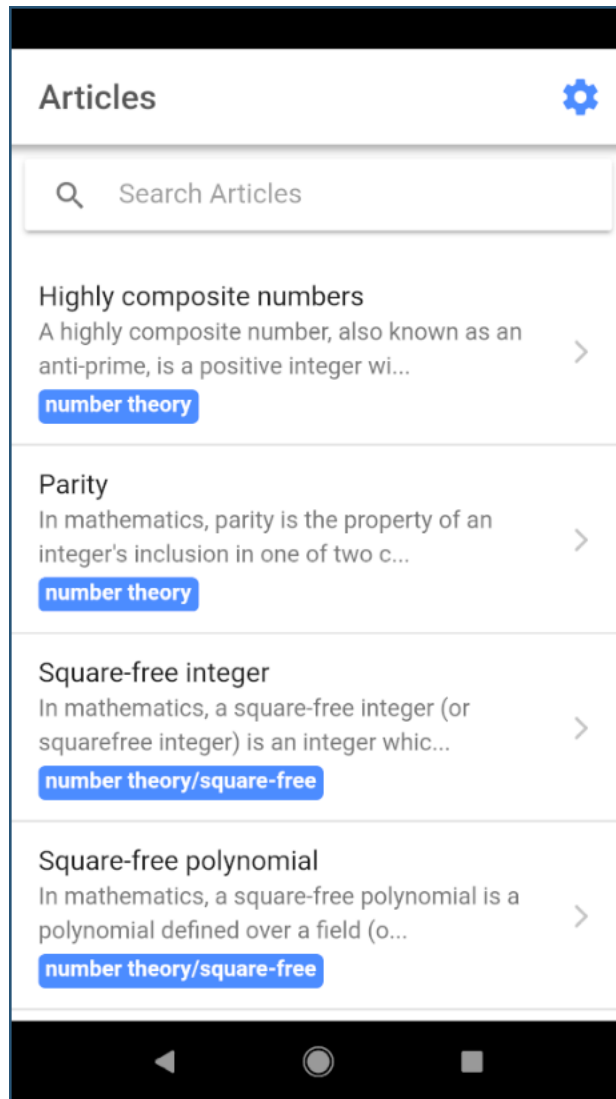 Articles
Search Articles
Highly composite numbers
A highly composite number, also known as an
anti-prime, is a positive integer wi...
number theory
Parity
In mathematics, parity is the property of an
integer's inclusion in one of two c...
number theory
Square-free integer
In mathematics, a square-free integer (or
squarefree integer) is an integer whic...
number theory/square-free
Square-free polynomial
In mathematics, a square-free polynomial is a
polynomial defined over a field (o...
number theory/square-free